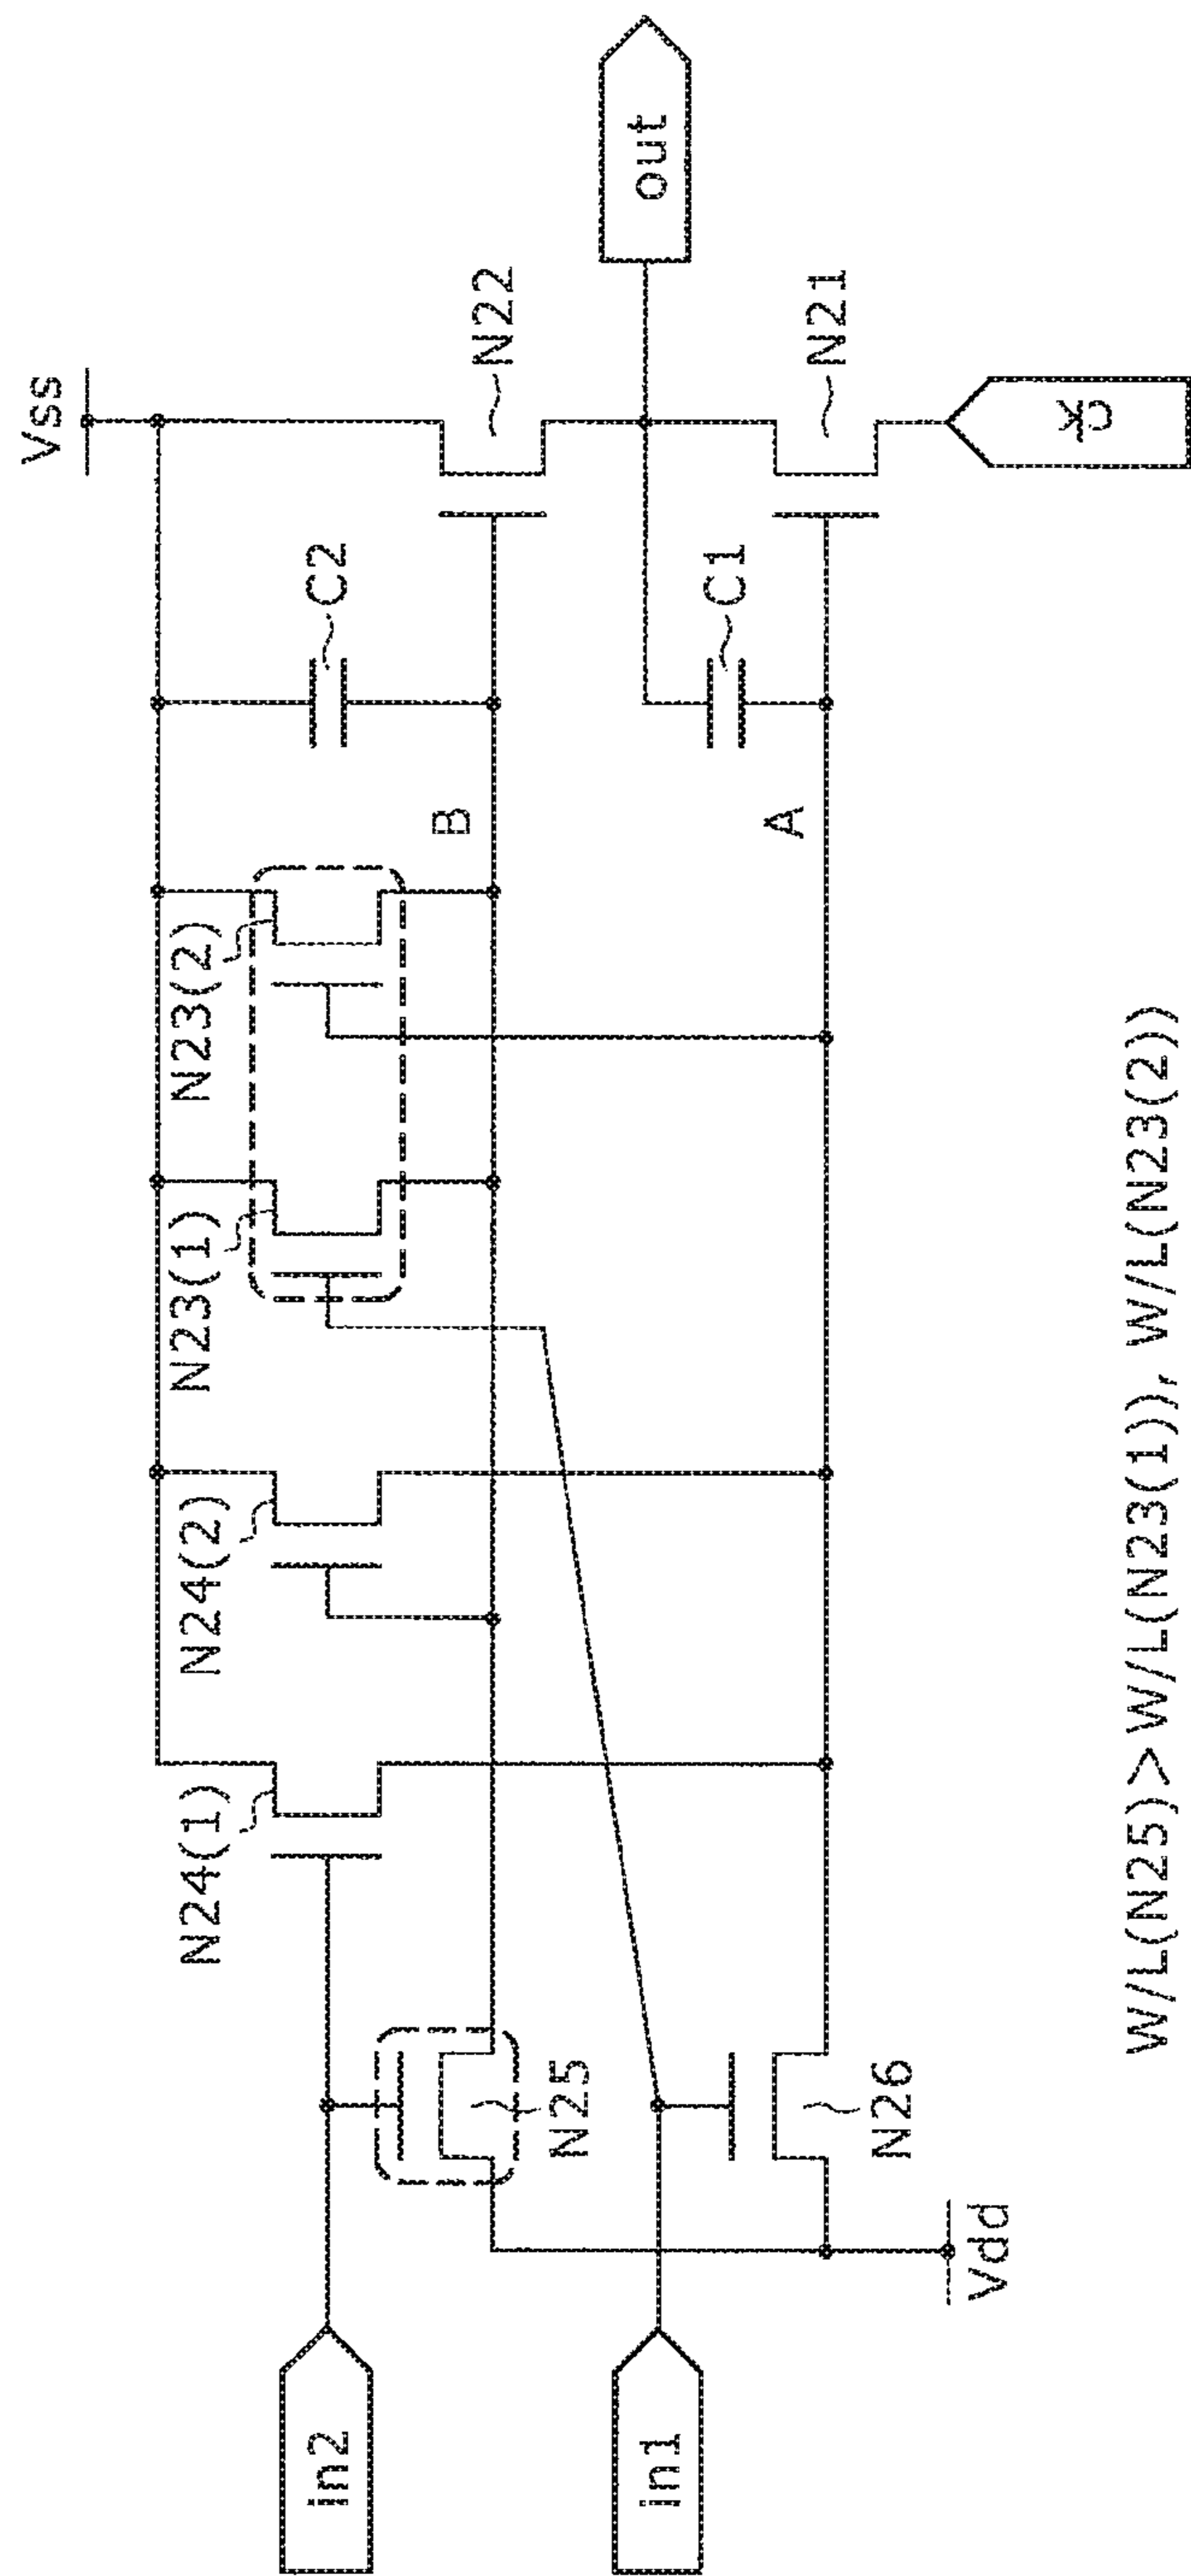 Vss
N24(1)
N24(2)
N23(1)
N23(2)
C2
N22
in2
N25
B
out
in1
N26
A
C1
N21
Vdd
ck
W/L(N25)>W/L(N23(1)), W/L(N23(2))